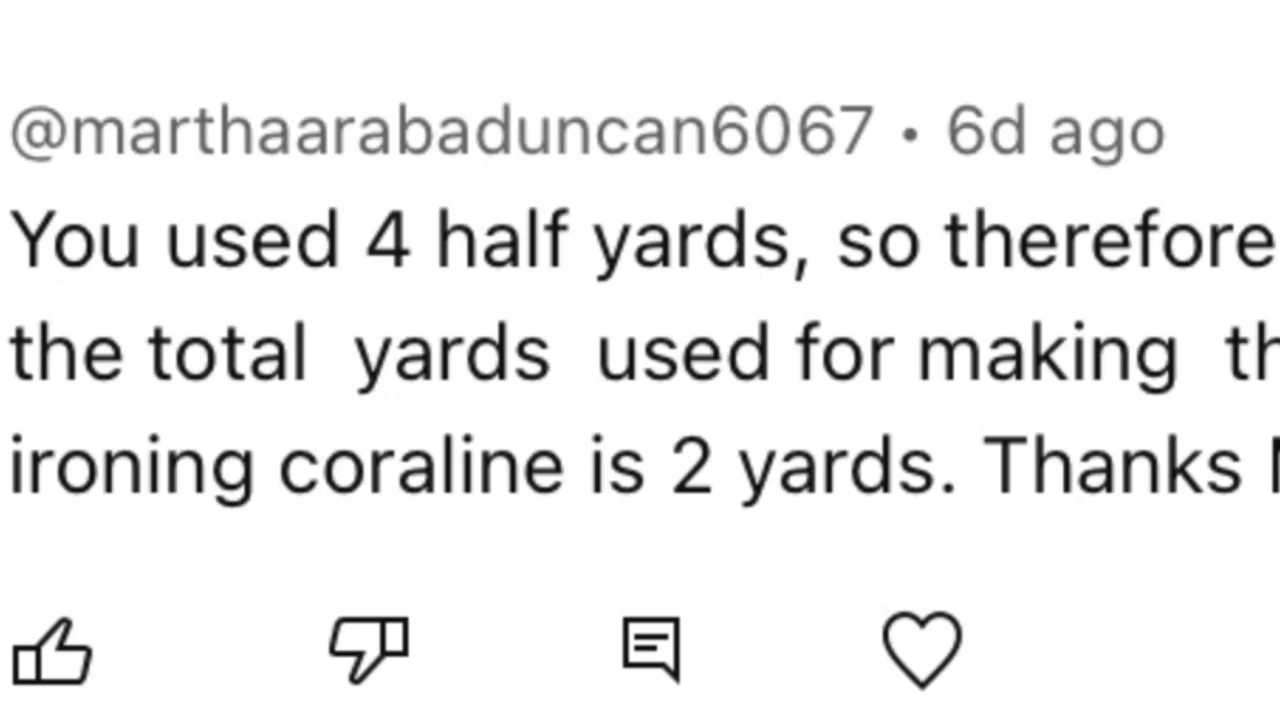 @marthaarabaduncan6067 • 6d ago
You used 4 half yards, so therefore
the total yards used for making
ironing coraline is 2 yards. Thanks